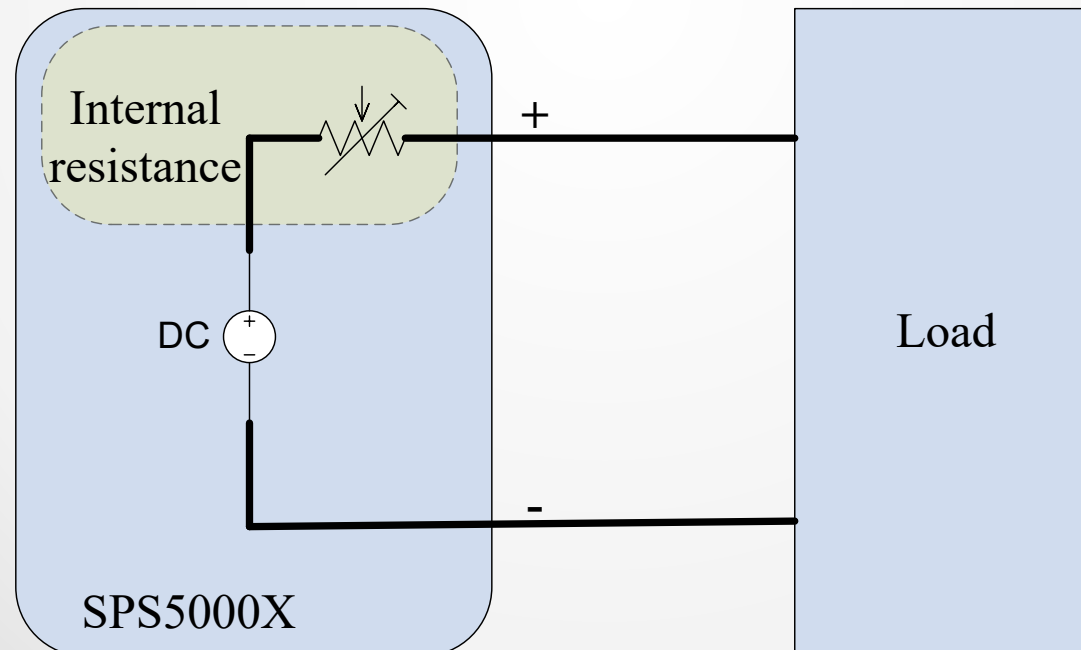 Internal
resistance
+
DC
+
−
Load
-
SPS5000X